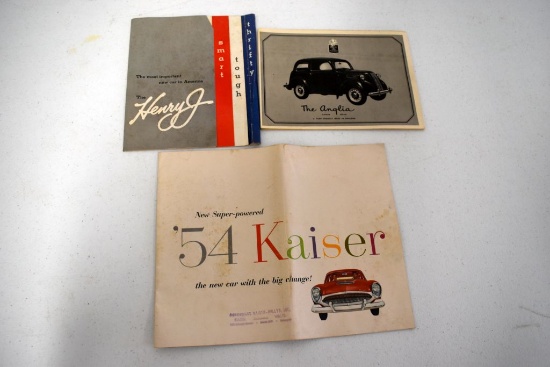 The most important
new car in America
The
Henry J
smart
tough
thrifty
The Anglia
New Super-powered
'54 Kaiser
the new car with the big change!